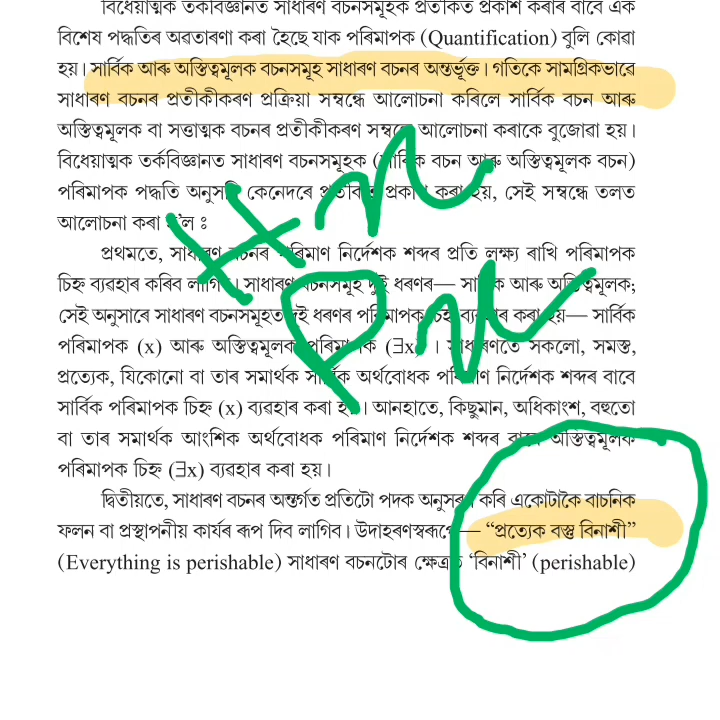 বিধেয়াত্মক তৰ্কবিজ্ঞানত সাধাৰণ বচনসমূহক প্ৰতীকত প্ৰকাশ কৰাৰ বাবে এক
বিশেষ পদ্ধতিৰ অৱতাৰণা কৰা হৈছে যাক পৰিমাপক (Quantification) বুলি কোৱা
হয়। সাৰ্বিক আৰু অস্তিত্বমূলক বচনসমূহ সাধাৰণ বচনৰ অন্তৰ্ভূক্ত। গতিকে সামগ্ৰিকভাৱে
সাধাৰণ বচনৰ প্ৰতীকীকৰণ প্ৰক্ৰিয়া সম্বন্ধে আলোচনা কৰিলে সাৰ্বিক বচন আৰু
অস্তিত্বমূলক বা সত্তাত্মক বচনৰ প্ৰতীকীকৰণ সম্বন্ধে আলোচনা কৰাকে বুজোৱা হয়।
বিধেয়াত্মক তৰ্কবিজ্ঞানত সাধাৰণ বচনসমূহক (সাৰ্বিক বচন আৰু অস্তিত্বমূলক বচন)
পৰিমাপক পদ্ধতি অনুসৰি কেনেদৰে প্ৰতীকত প্ৰকাশ কৰা হয়, সেই সম্বন্ধে তলত
আলোচনা কৰা হ'ল ঃ
প্ৰথমতে, সাধাৰণ বচনৰ পৰিমাণ নিৰ্দেশক শব্দৰ প্ৰতি লক্ষ্য ৰাখি পৰিমাপক
চিহ্ন ব্যৱহাৰ কৰিব লাগিব। সাধাৰণ বচনসমূহ দুই ধৰণৰ— সাৰ্বিক আৰু অস্তিত্বমূলক;
সেই অনুসাৰে সাধাৰণ বচনসমূহত দুই ধৰণৰ পৰিমাপক চিহ্ন ব্যৱহাৰ কৰা হয়— সাৰ্বিক
পৰিমাপক (x) আৰু অস্তিত্বমূলক পৰিমাপক (∃x)। সাধাৰণতে সকলো, সমস্ত,
প্ৰত্যেক, যিকোনো বা তাৰ সমাৰ্থক সাৰ্বিক অৰ্থবোধক পৰিমাণ নিৰ্দেশক শব্দৰ বাবে
সাৰ্বিক পৰিমাপক চিহ্ন (x) ব্যৱহাৰ কৰা হয়। আনহাতে, কিছুমান, অধিকাংশ, বহুতো
বা তাৰ সমাৰ্থক আংশিক অৰ্থবোধক পৰিমাণ নিৰ্দেশক শব্দৰ বাবে অস্তিত্বমূলক
পৰিমাপক চিহ্ন (∃x) ব্যৱহাৰ কৰা হয়।
দ্বিতীয়তে, সাধাৰণ বচনৰ অন্তৰ্গত প্ৰতিটো পদক অনুসৰণ কৰি একোটাকৈ বাচনিক
ফলন বা প্ৰস্থাপনীয় কাৰ্যৰ ৰূপ দিব লাগিব। উদাহৰণস্বৰূপে— “প্ৰত্যেক বস্তু বিনাশী”
(Everything is perishable) সাধাৰণ বচনটোৰ ক্ষেত্ৰত ‘বিনাশী’ (perishable)
Hx
Px